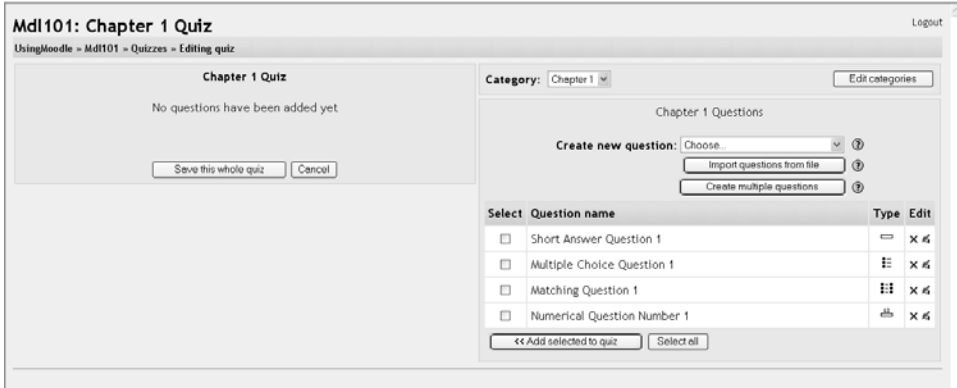 Mdl101: Chapter 1 Quiz
Logout
UsingMoodle » Mdl101 » Quizzes » Editing quiz
Chapter 1 Quiz
No questions have been added yet
Save this whole quiz Cancel
Category: Chapter 1 Edit categories
Chapter 1 Questions
Create new question: Choose...
Import questions from file
Create multiple questions
Select Question name Type Edit
Short Answer Question 1
Multiple Choice Question 1
Matching Question 1
Numerical Question Number 1
<< Add selected to quiz Select all